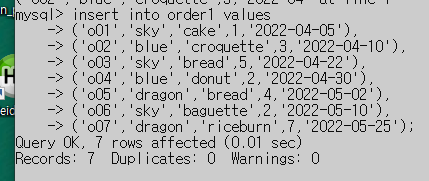 mysql> insert into order1 values
-> ('o01','sky','cake',1,'2022-04-05'),
-> ('o02','blue','croquette',3,'2022-04-10'),
-> ('o03','sky','bread',5,'2022-04-22'),
-> ('o04','blue','donut',2,'2022-04-30'),
-> ('o05','dragon','bread',4,'2022-05-02'),
-> ('o06','sky','baguette',2,'2022-05-10'),
-> ('o07','dragon','riceburn',7,'2022-05-25');
Query OK, 7 rows affected (0.01 sec)
Records: 7  Duplicates: 0  Warnings: 0